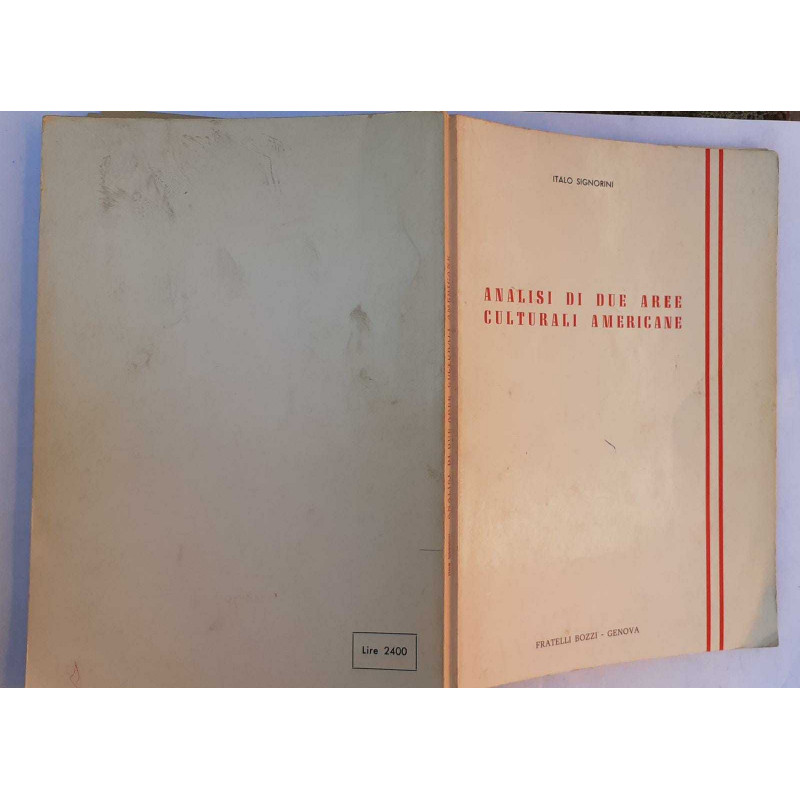 ITALO SIGNORINI
ANALISI DI DUE AREE
CULTURALI AMERICANE
FRATELLI BOZZI - GENOVA
Lire 2400